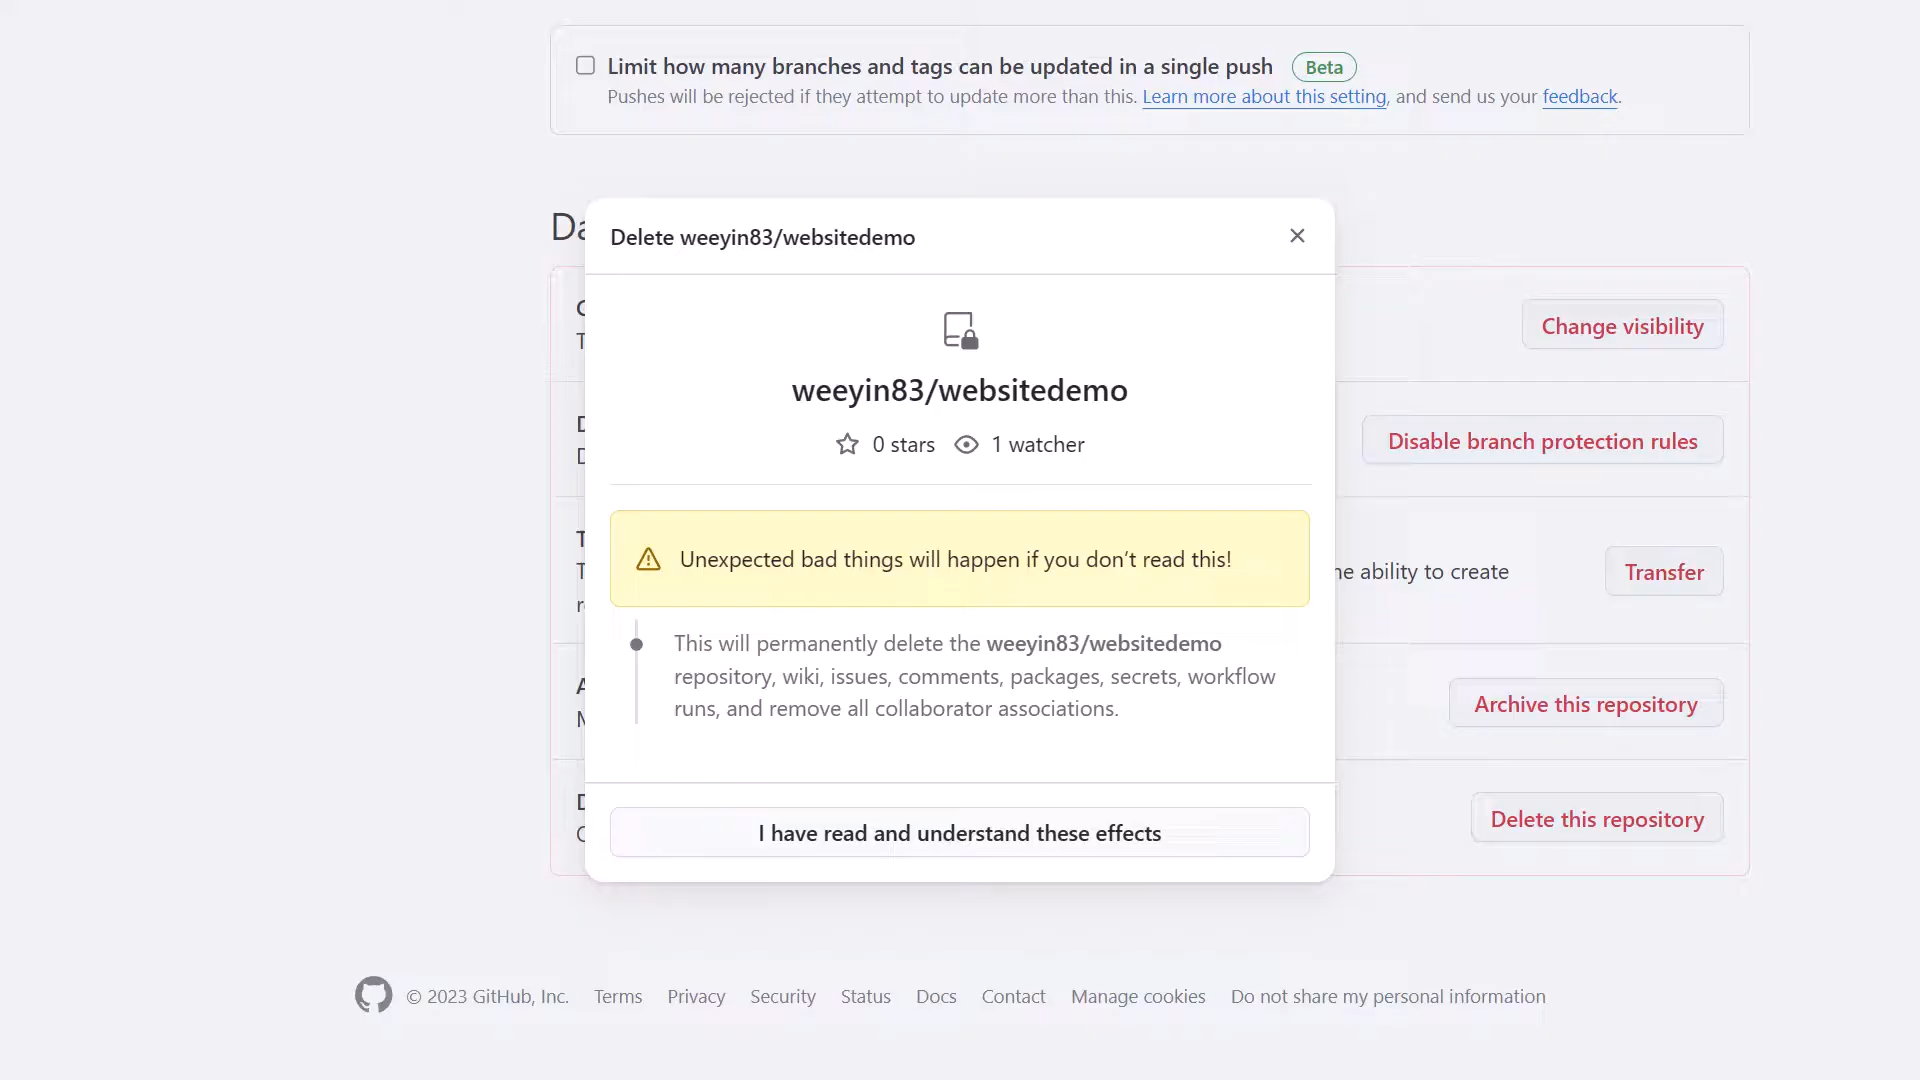 Limit how many branches and tags can be updated in a single push Beta
Pushes will be rejected if they attempt to update more than this. Learn more about this setting, and send us your feedback.
Delete weeyin83/websitedemo
weeyin83/websitedemo
0 stars 1 watcher
Unexpected bad things will happen if you don’t read this!
This will permanently delete the weeyin83/websitedemo
repository, wiki, issues, comments, packages, secrets, workflow
runs, and remove all collaborator associations.
I have read and understand these effects
Change visibility
Disable branch protection rules
ability to create
Transfer
Archive this repository
Delete this repository
© 2023 GitHub, Inc. Terms Privacy Security Status Docs Contact Manage cookies Do not share my personal information